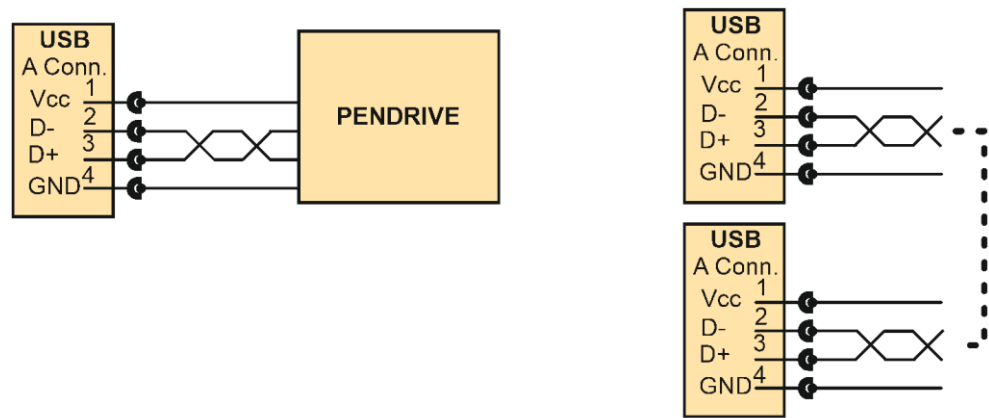 USB
A Conn.
Vcc 1
D- 2
D+ 3
GND 4
PENDRIVE
USB
A Conn.
Vcc 1
D- 2
D+ 3
GND 4
USB
A Conn.
Vcc 1
D- 2
D+ 3
GND 4